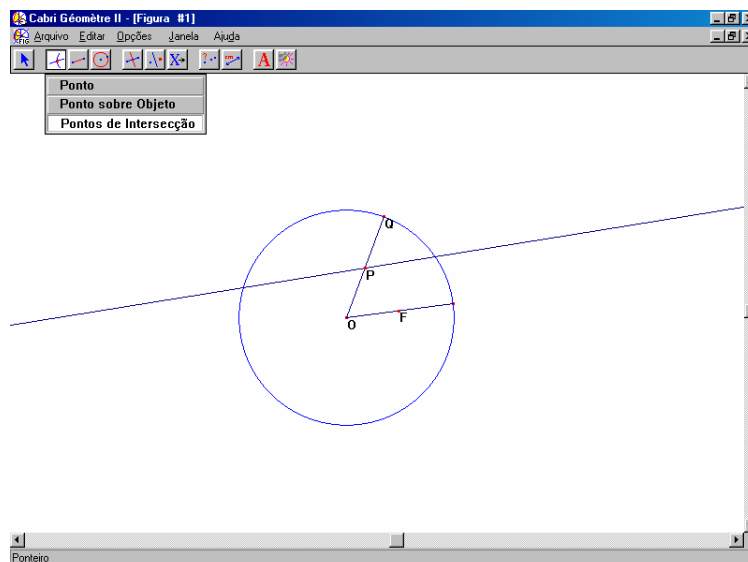 Cabri Géomètre II - [Figura #1]
Arquivo Editar Opções Janela Ajuda
A
Ponto
Ponto sobre Objeto
Pontos de Intersecção
Q
P
O
F
Ponteiro